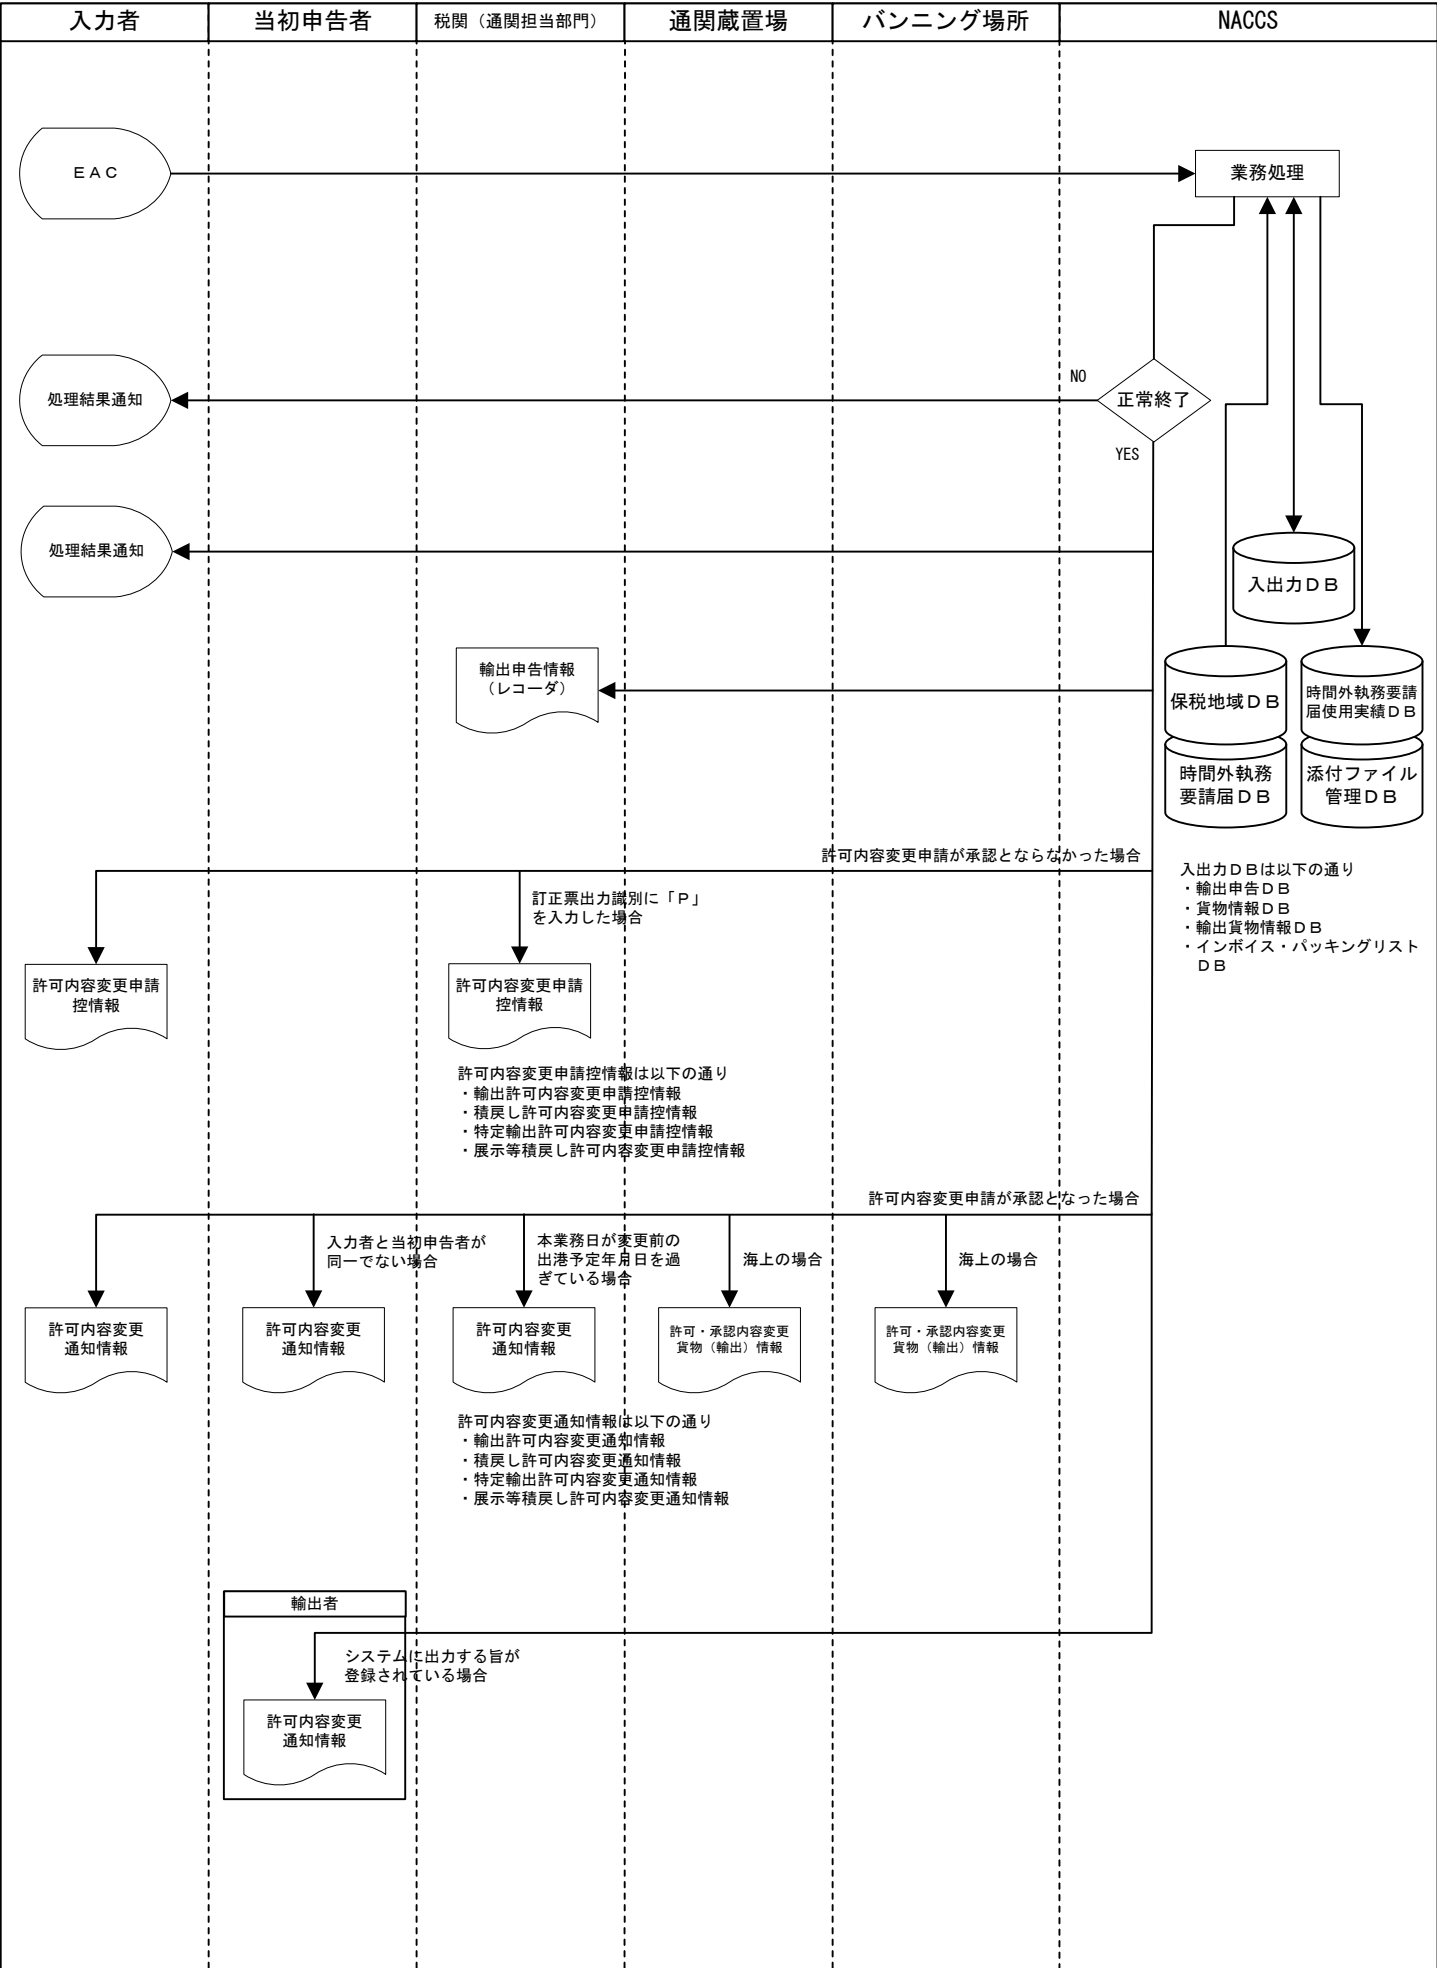 入力者
当初申告者
税関（通関担当部門）
通関蔵置場
バンニング場所
NACCS
ＥＡＣ
業務処理
処理結果通知
NO
正常終了
YES
処理結果通知
入出力ＤＢ
輸出申告情報
（レコーダ）
保税地域ＤＢ
時間外執務要請
届使用実績ＤＢ
時間外執務
要請届ＤＢ
添付ファイル
管理ＤＢ
許可内容変更申請が承認とならなかった場合
入出力ＤＢは以下の通り
・輸出申告ＤＢ
・貨物情報ＤＢ
・輸出貨物情報ＤＢ
・インボイス・パッキングリスト
ＤＢ
訂正票出力識別に「Ｐ」
を入力した場合
許可内容変更申請
控情報
許可内容変更申請
控情報
許可内容変更申請控情報は以下の通り
・輸出許可内容変更申請控情報
・積戻し許可内容変更申請控情報
・特定輸出許可内容変更申請控情報
・展示等積戻し許可内容変更申請控情報
許可内容変更申請が承認となった場合
入力者と当初申告者が
同一でない場合
本業務日が変更前の
出港予定年月日を過
ぎている場合
海上の場合
海上の場合
許可内容変更
通知情報
許可内容変更
通知情報
許可内容変更
通知情報
許可・承認内容変更
貨物（輸出）情報
許可・承認内容変更
貨物（輸出）情報
許可内容変更通知情報は以下の通り
・輸出許可内容変更通知情報
・積戻し許可内容変更通知情報
・特定輸出許可内容変更通知情報
・展示等積戻し許可内容変更通知情報
輸出者
システムに出力する旨が
登録されている場合
許可内容変更
通知情報